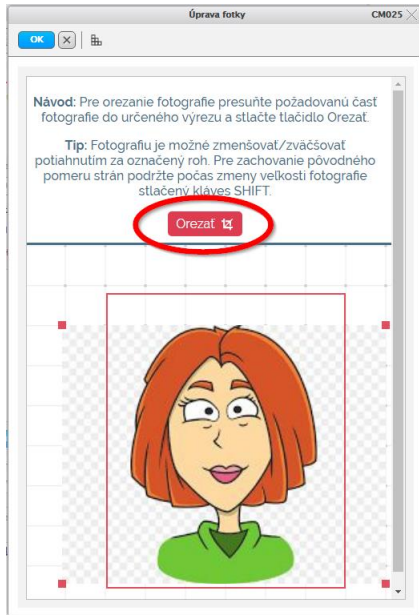 Úprava fotky CM025
OK
Návod: Pre orezanie fotografie presuňte požadovanú časť
fotografie do určeného výrezu a stlačte tlačidlo Orezať.
Tip: Fotografiu je možné zmenšovať/zväčšovať
potiahnutím za označený roh. Pre zachovanie pôvodného
pomeru strán podržte počas zmeny veľkosti fotografie
stlačený kláves SHIFT.
Orezať